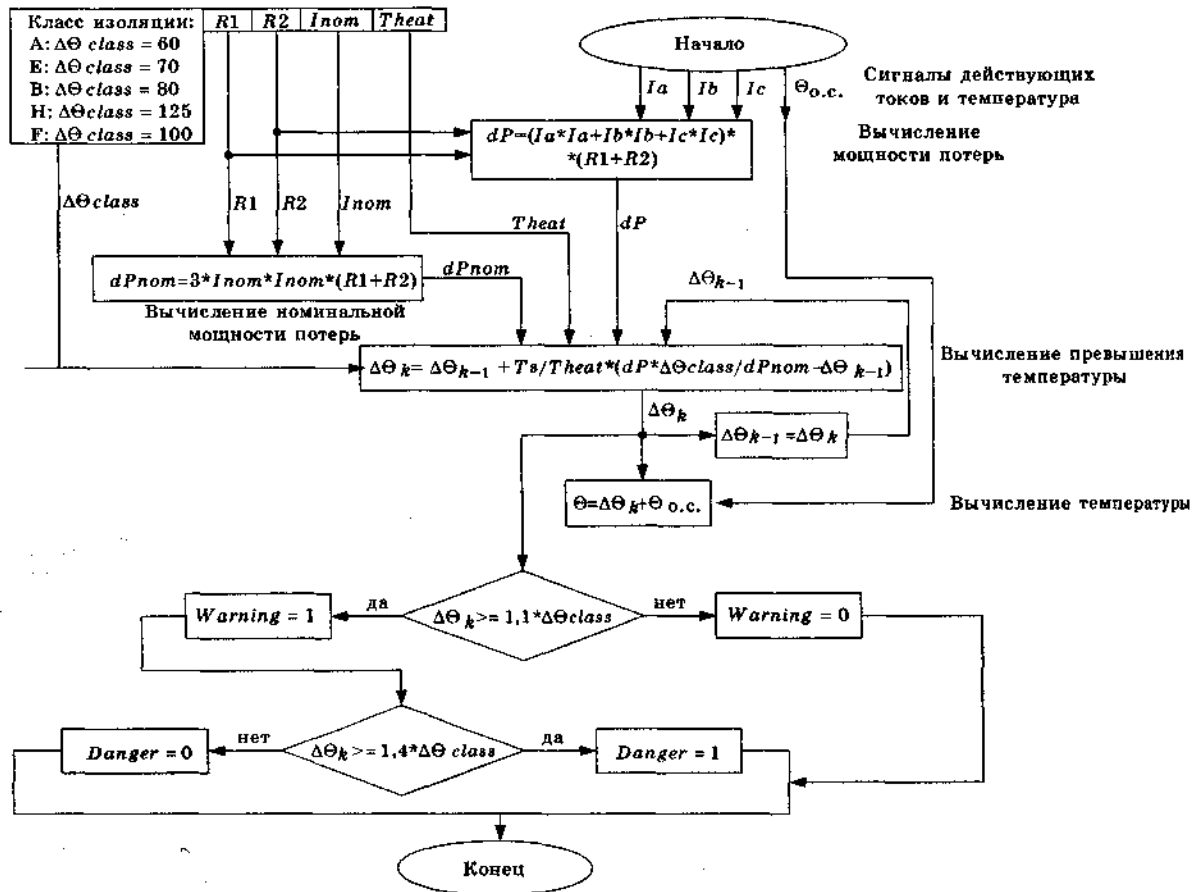 Класс изоляции:
A: ΔΘ class = 60
E: ΔΘ class = 70
B: ΔΘ class = 80
H: ΔΘ class = 125
F: ΔΘ class = 100
R1 R2 Inom Theat
Начало
Ia Ib Ic Θо.с.
Сигналы действующих
токов и температура
dP=(Ia*Ia+Ib*Ib+Ic*Ic)*
*(R1+R2)
Вычисление
мощности потерь
ΔΘclass
R1 R2 Inom
Theat
dP
dPnom=3*Inom*Inom*(R1+R2)
dPnom
ΔΘk−1
Вычисление номинальной
мощности потерь
ΔΘk= ΔΘk−1 + Ts/Theat*(dP*ΔΘclass/dPnom−ΔΘk−1)
Вычисление превышения
температуры
ΔΘk
ΔΘk−1=ΔΘk
Θ=ΔΘk+Θо.с.
Вычисление температуры
Warning = 1
да
ΔΘk>= 1,1*ΔΘclass
нет
Warning = 0
Danger = 0
нет
ΔΘk>= 1,4*ΔΘ class
да
Danger = 1
Конец